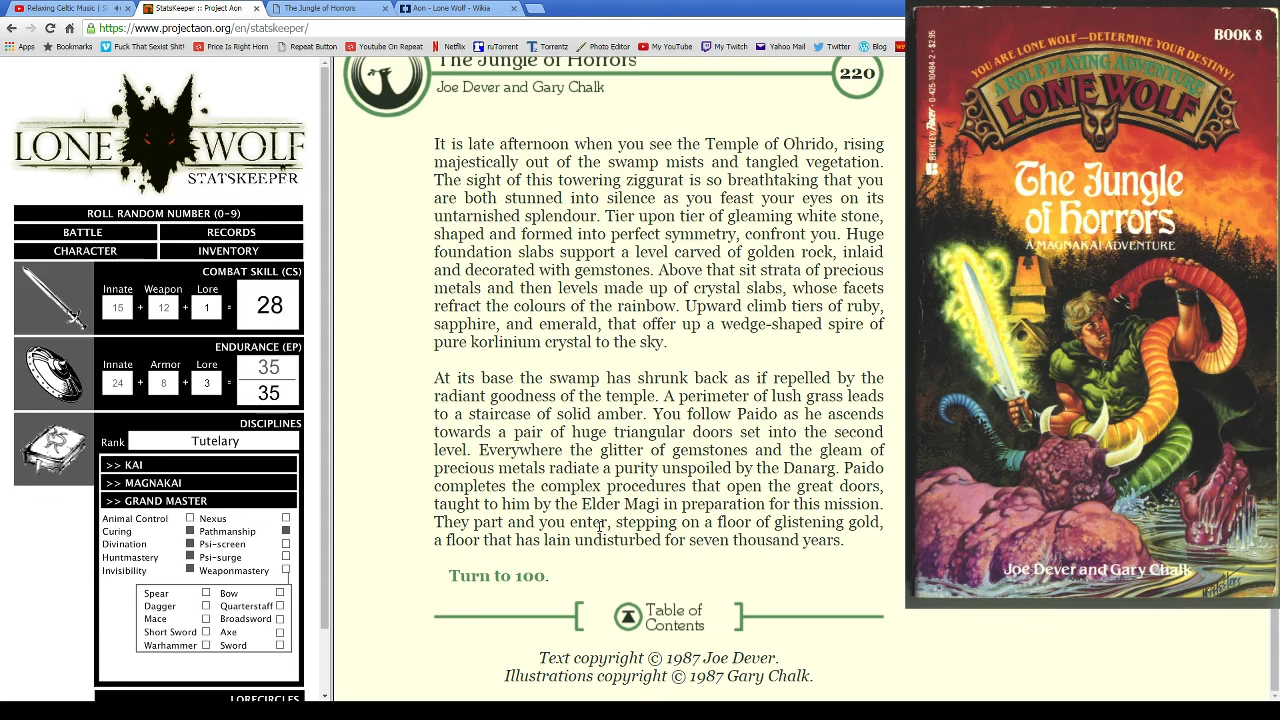 Relaxing Celtic Music | St
StatsKeeper :: Project Aon
The Jungle of Horrors
Aon - Lone Wolf - Wikia
https://www.projectaon.org/en/statskeeper/
Apps
Bookmarks
Fuck That Sexist Shit!
Price Is Right Horn
Repeat Button
Youtube On Repeat
Netflix
ruTorrent
Torrentz
Photo Editor
My YouTube
My Twitch
Yahoo Mail
Twitter
Blog
LONE WOLF
STATSKEEPER
ROLL RANDOM NUMBER (0-9)
BATTLE
RECORDS
CHARACTER
INVENTORY
COMBAT SKILL (CS)
Innate Weapon Lore
15 + 12 + 1 = 28
ENDURANCE (EP)
Innate Armor Lore
35
24 + 8 + 3 =
35
DISCIPLINES
Rank Tutelary
>> KAI
>> MAGNAKAI
>> GRAND MASTER
Animal Control Nexus
Curing Pathmanship
Divination Psi-screen
Huntmastery Psi-surge
Invisibility Weaponmastery
Spear Bow
Dagger Quarterstaff
Mace Broadsword
Short Sword Axe
Warhammer Sword
LORECIRCLES
The Jungle of Horrors
Joe Dever and Gary Chalk
220
It is late afternoon when you see the Temple of Ohrido, rising
majestically out of the swamp mists and tangled vegetation.
The sight of this towering ziggurat is so breathtaking that you
are both stunned into silence as you feast your eyes on its
untarnished splendour. Tier upon tier of gleaming white stone,
shaped and formed into perfect symmetry, confront you. Huge
foundation slabs support a level carved of golden rock, inlaid
and decorated with gemstones. Above that sit strata of precious
metals and then levels made up of crystal slabs, whose facets
refract the colours of the rainbow. Upward climb tiers of ruby,
sapphire, and emerald, that offer up a wedge-shaped spire of
pure korlinium crystal to the sky.
At its base the swamp has shrunk back as if repelled by the
radiant goodness of the temple. A perimeter of lush grass leads
to a staircase of solid amber. You follow Paido as he ascends
towards a pair of huge triangular doors set into the second
level. Everywhere the glitter of gemstones and the gleam of
precious metals radiate a purity unspoiled by the Danarg. Paido
completes the complex procedures that open the great doors,
taught to him by the Elder Magi in preparation for this mission.
They part and you enter, stepping on a floor of glistening gold,
a floor that has lain undisturbed for seven thousand years.
Turn to 100.
Table of
Contents
Text copyright © 1987 Joe Dever.
Illustrations copyright © 1987 Gary Chalk.
BOOK 8
YOU ARE LONE WOLF—DETERMINE YOUR DESTINY!
A ROLE PLAYING ADVENTURE
LONE WOLF
The Jungle
of Horrors
A MAGNAKAI ADVENTURE
BERKLEY / Pacer · 0-425-10484-2 · $2.95
Joe Dever and Gary Chalk